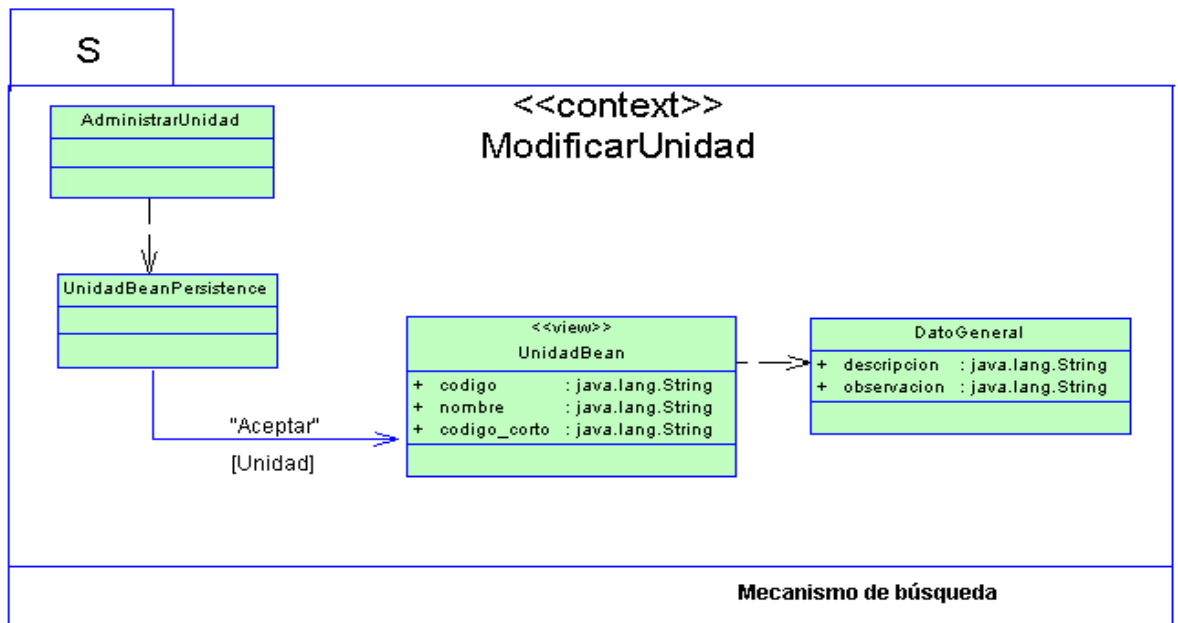 S
<<context>>
ModificarUnidad
AdministrarUnidad
UnidadBeanPersistence
"Aceptar"
[Unidad]
<<view>>
UnidadBean
+ codigo : java.lang.String
+ nombre : java.lang.String
+ codigo_corto : java.lang.String
DatoGeneral
+ descripcion : java.lang.String
+ observacion : java.lang.String
Mecanismo de búsqueda